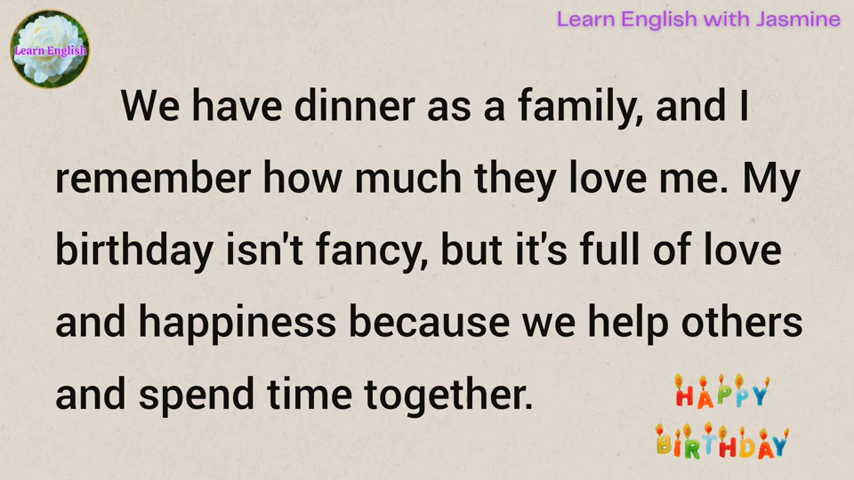 Learn English with Jasmine
Learn English
We have dinner as a family, and I
remember how much they love me. My
birthday isn't fancy, but it's full of love
and happiness because we help others
and spend time together.
HAPPY
BIRTHDAY